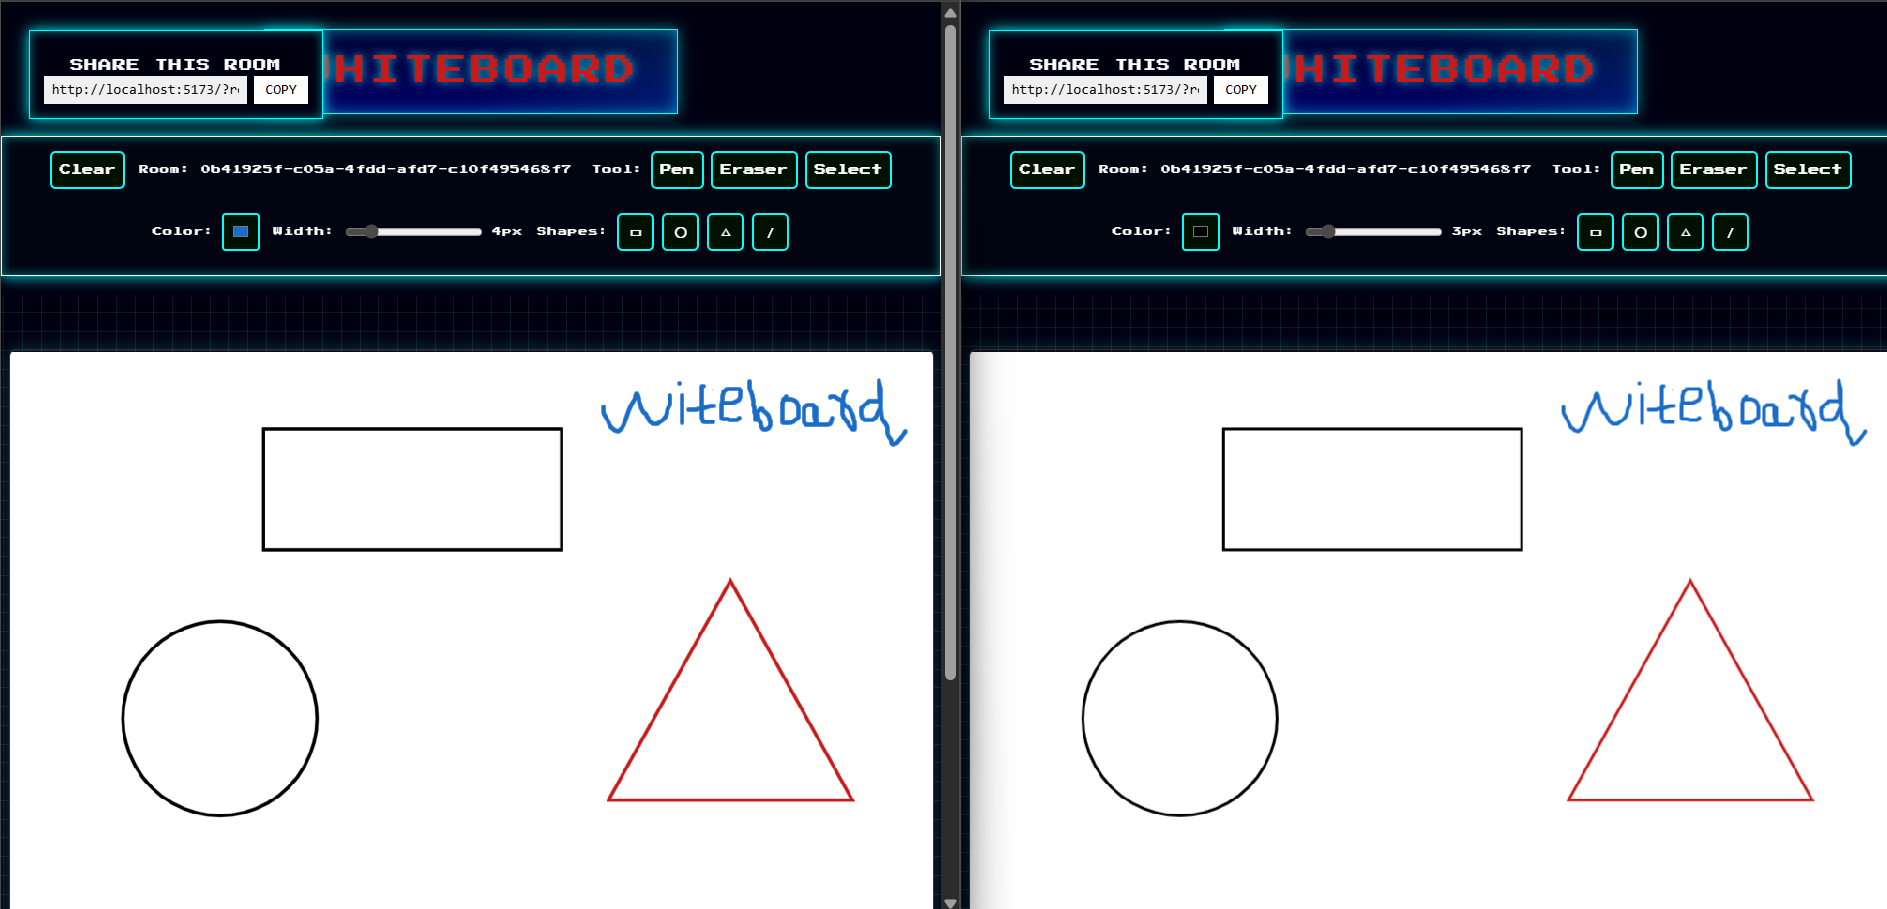 SHARE THIS ROOM
HITEBOARD
http://localhost:5173/?r
COPY
Clear Room: 0b41925f-c05a-4fdd-afd7-c10f495468f7 Tool: Pen Eraser Select
Color: Width: 4px Shapes:
witeboard
SHARE THIS ROOM
HITEBOARD
http://localhost:5173/?r
COPY
Clear Room: 0b41925f-c05a-4fdd-afd7-c10f495468f7 Tool: Pen Eraser Select
Color: Width: 3px Shapes:
witeboard